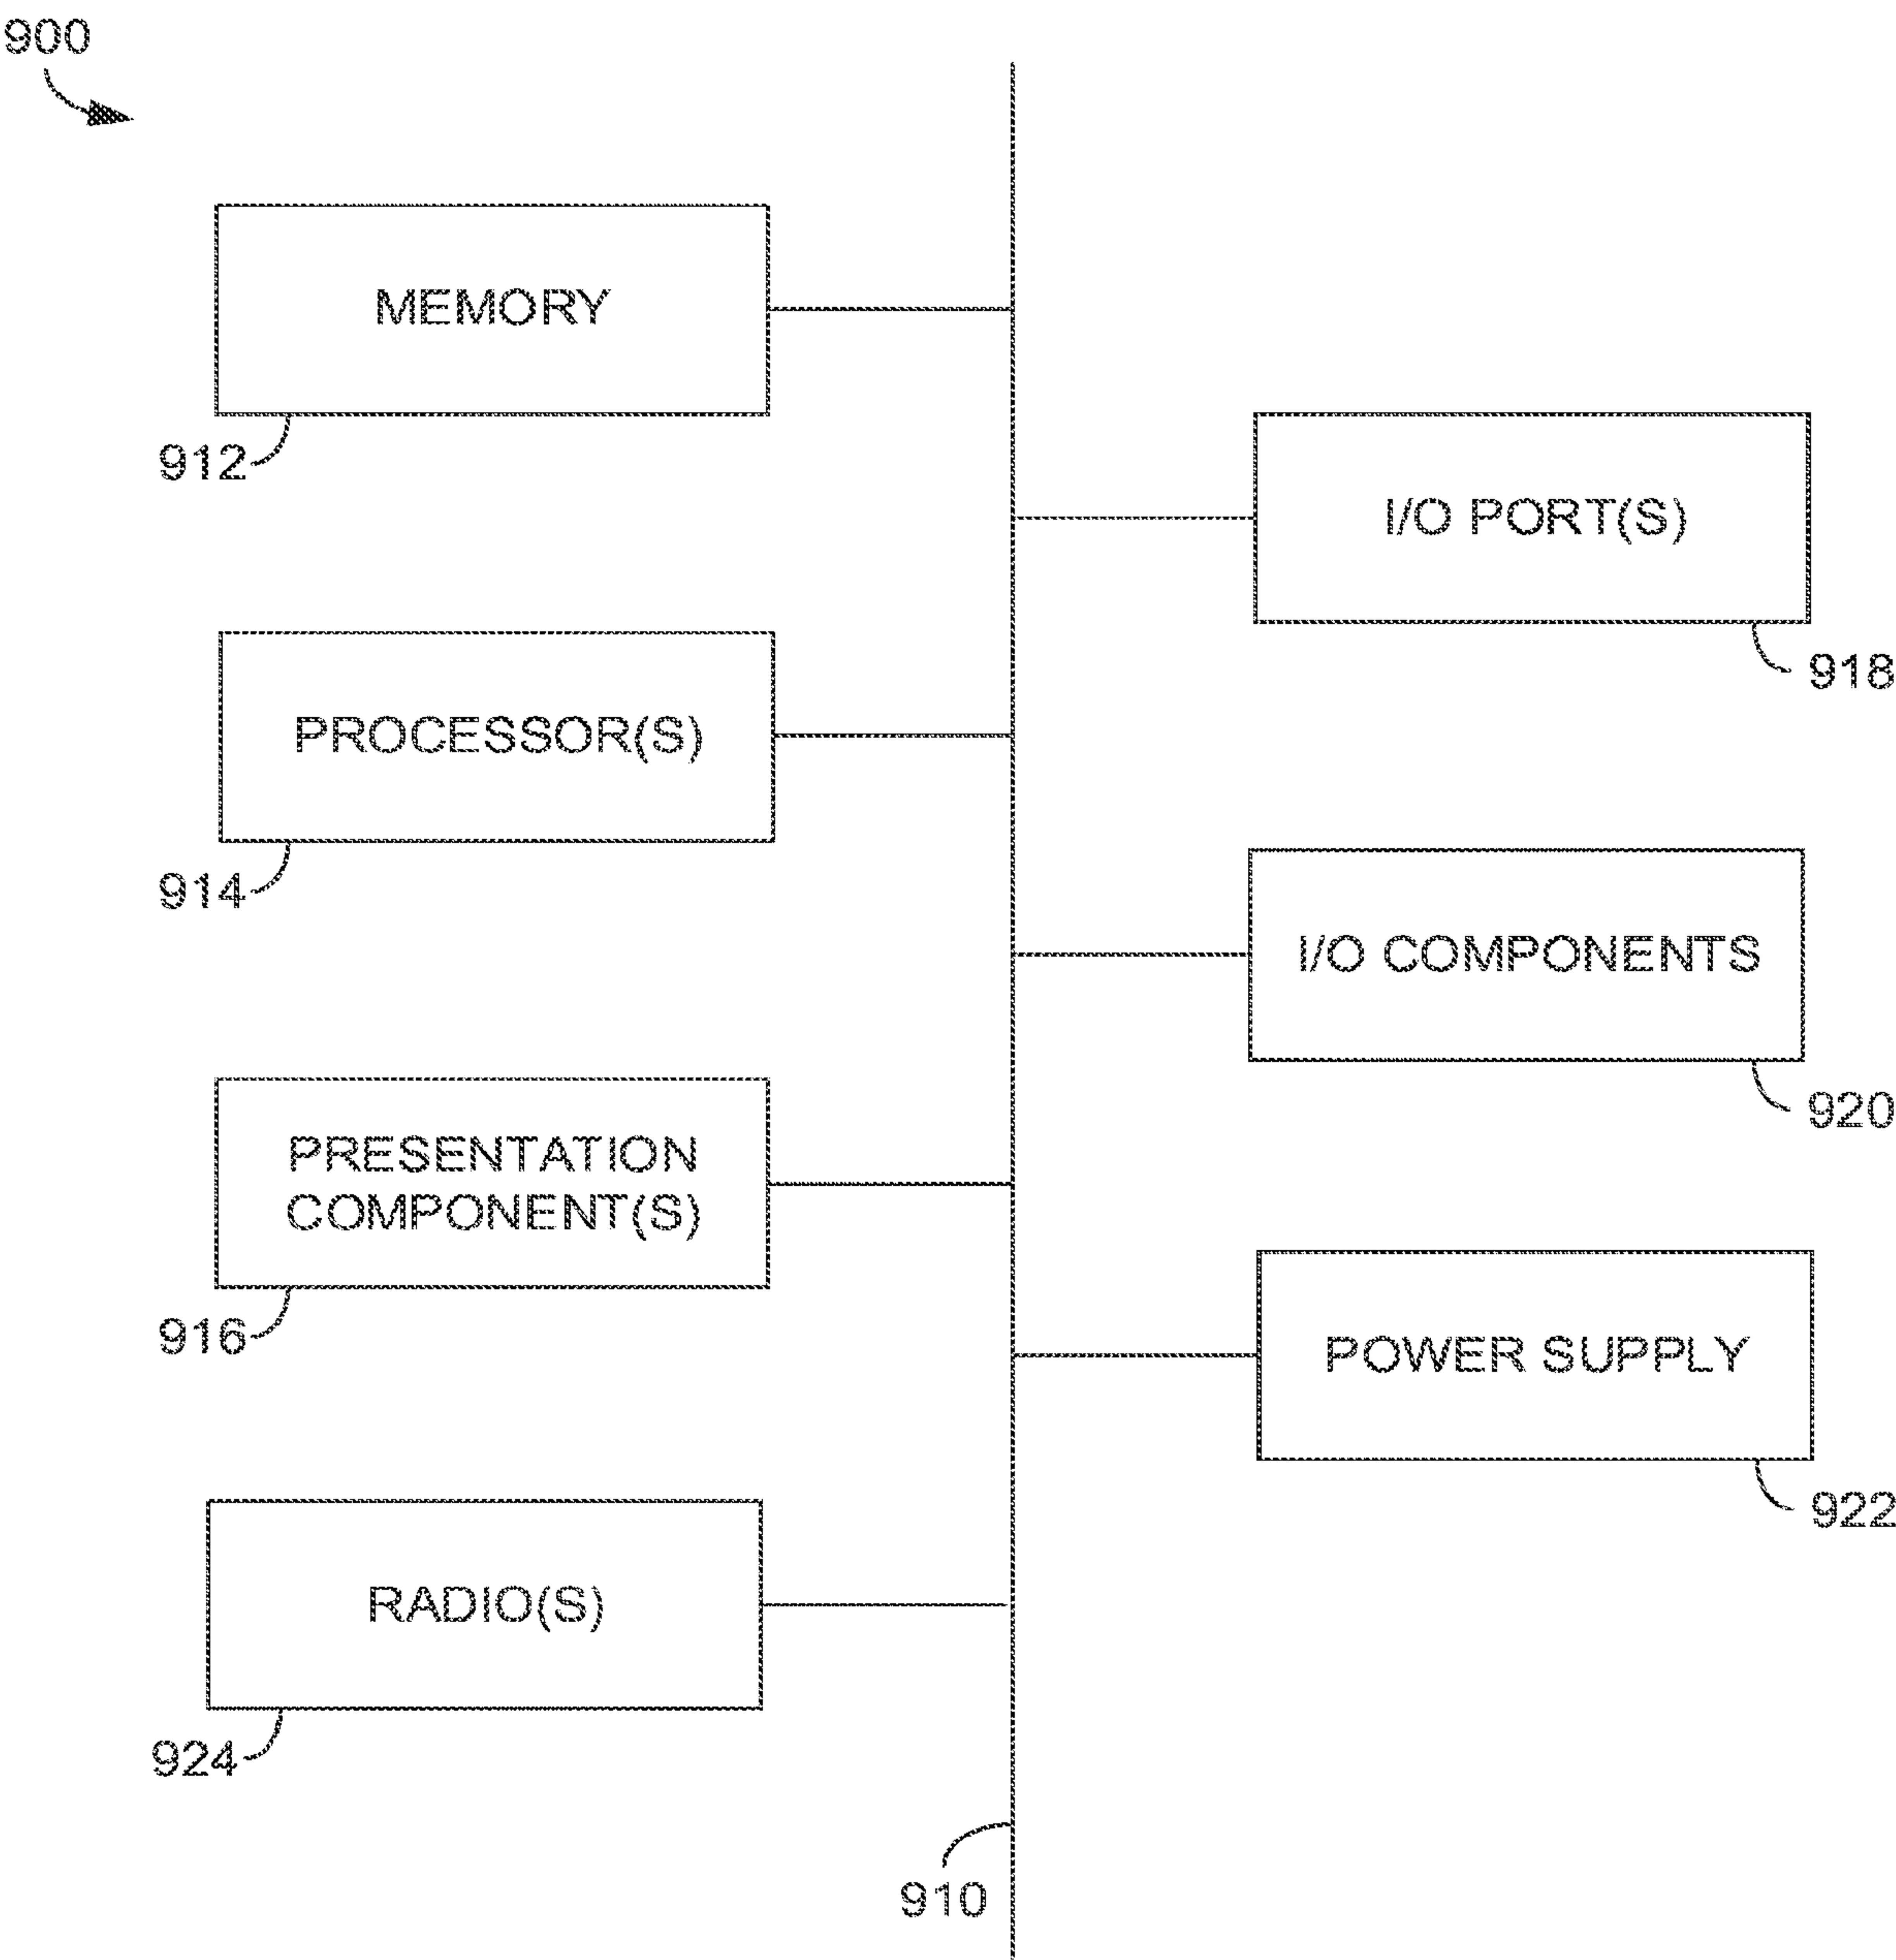 900
MEMORY
912
I/O PORT(S)
918
PROCESSOR(S)
914
I/O COMPONENTS
920
PRESENTATION
COMPONENT(S)
916
POWER SUPPLY
922
RADIO(S)
924
910